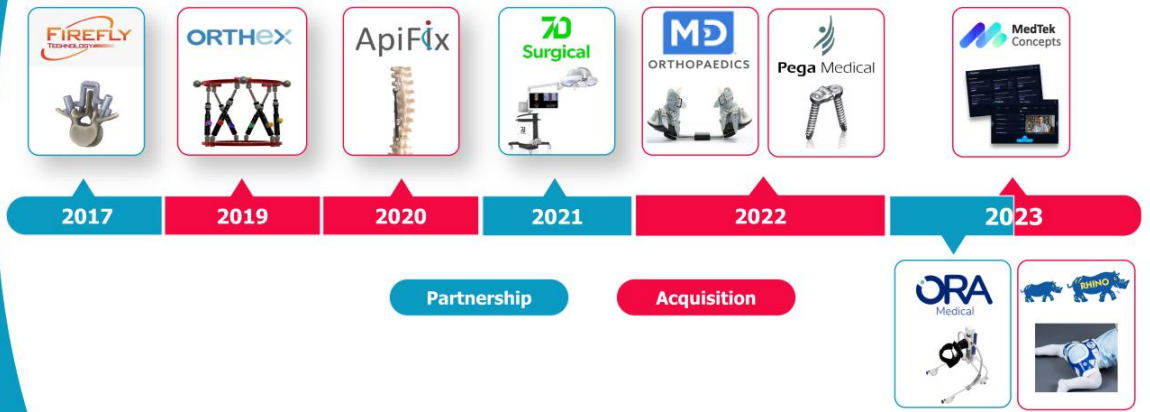 FIREFLY
TECHNOLOGY
ORTHEX
ApiFix
7D
Surgical
MD
ORTHOPAEDICS
Pega Medical
MedTek
Concepts
2017
2019
2020
2021
2022
2023
Partnership
Acquisition
ORA
Medical
RHINO